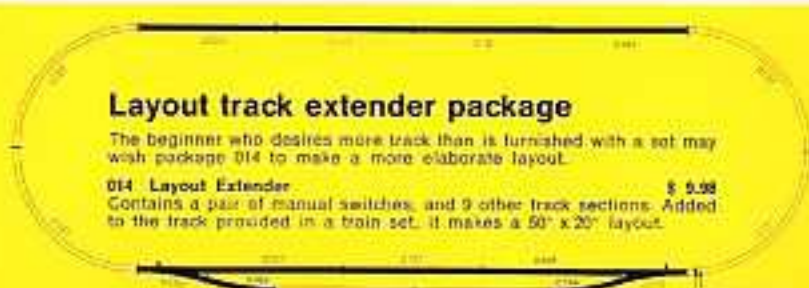 Layout track extender package
The beginner who desires more track than is furnished with a set may
wish package 014 to make a more elaborate layout.
014 Layout Extender $ 9.98
Contains a pair of manual switches, and 9 other track sections. Added
to the track provided in a train set, it makes a 50" x 20" layout.